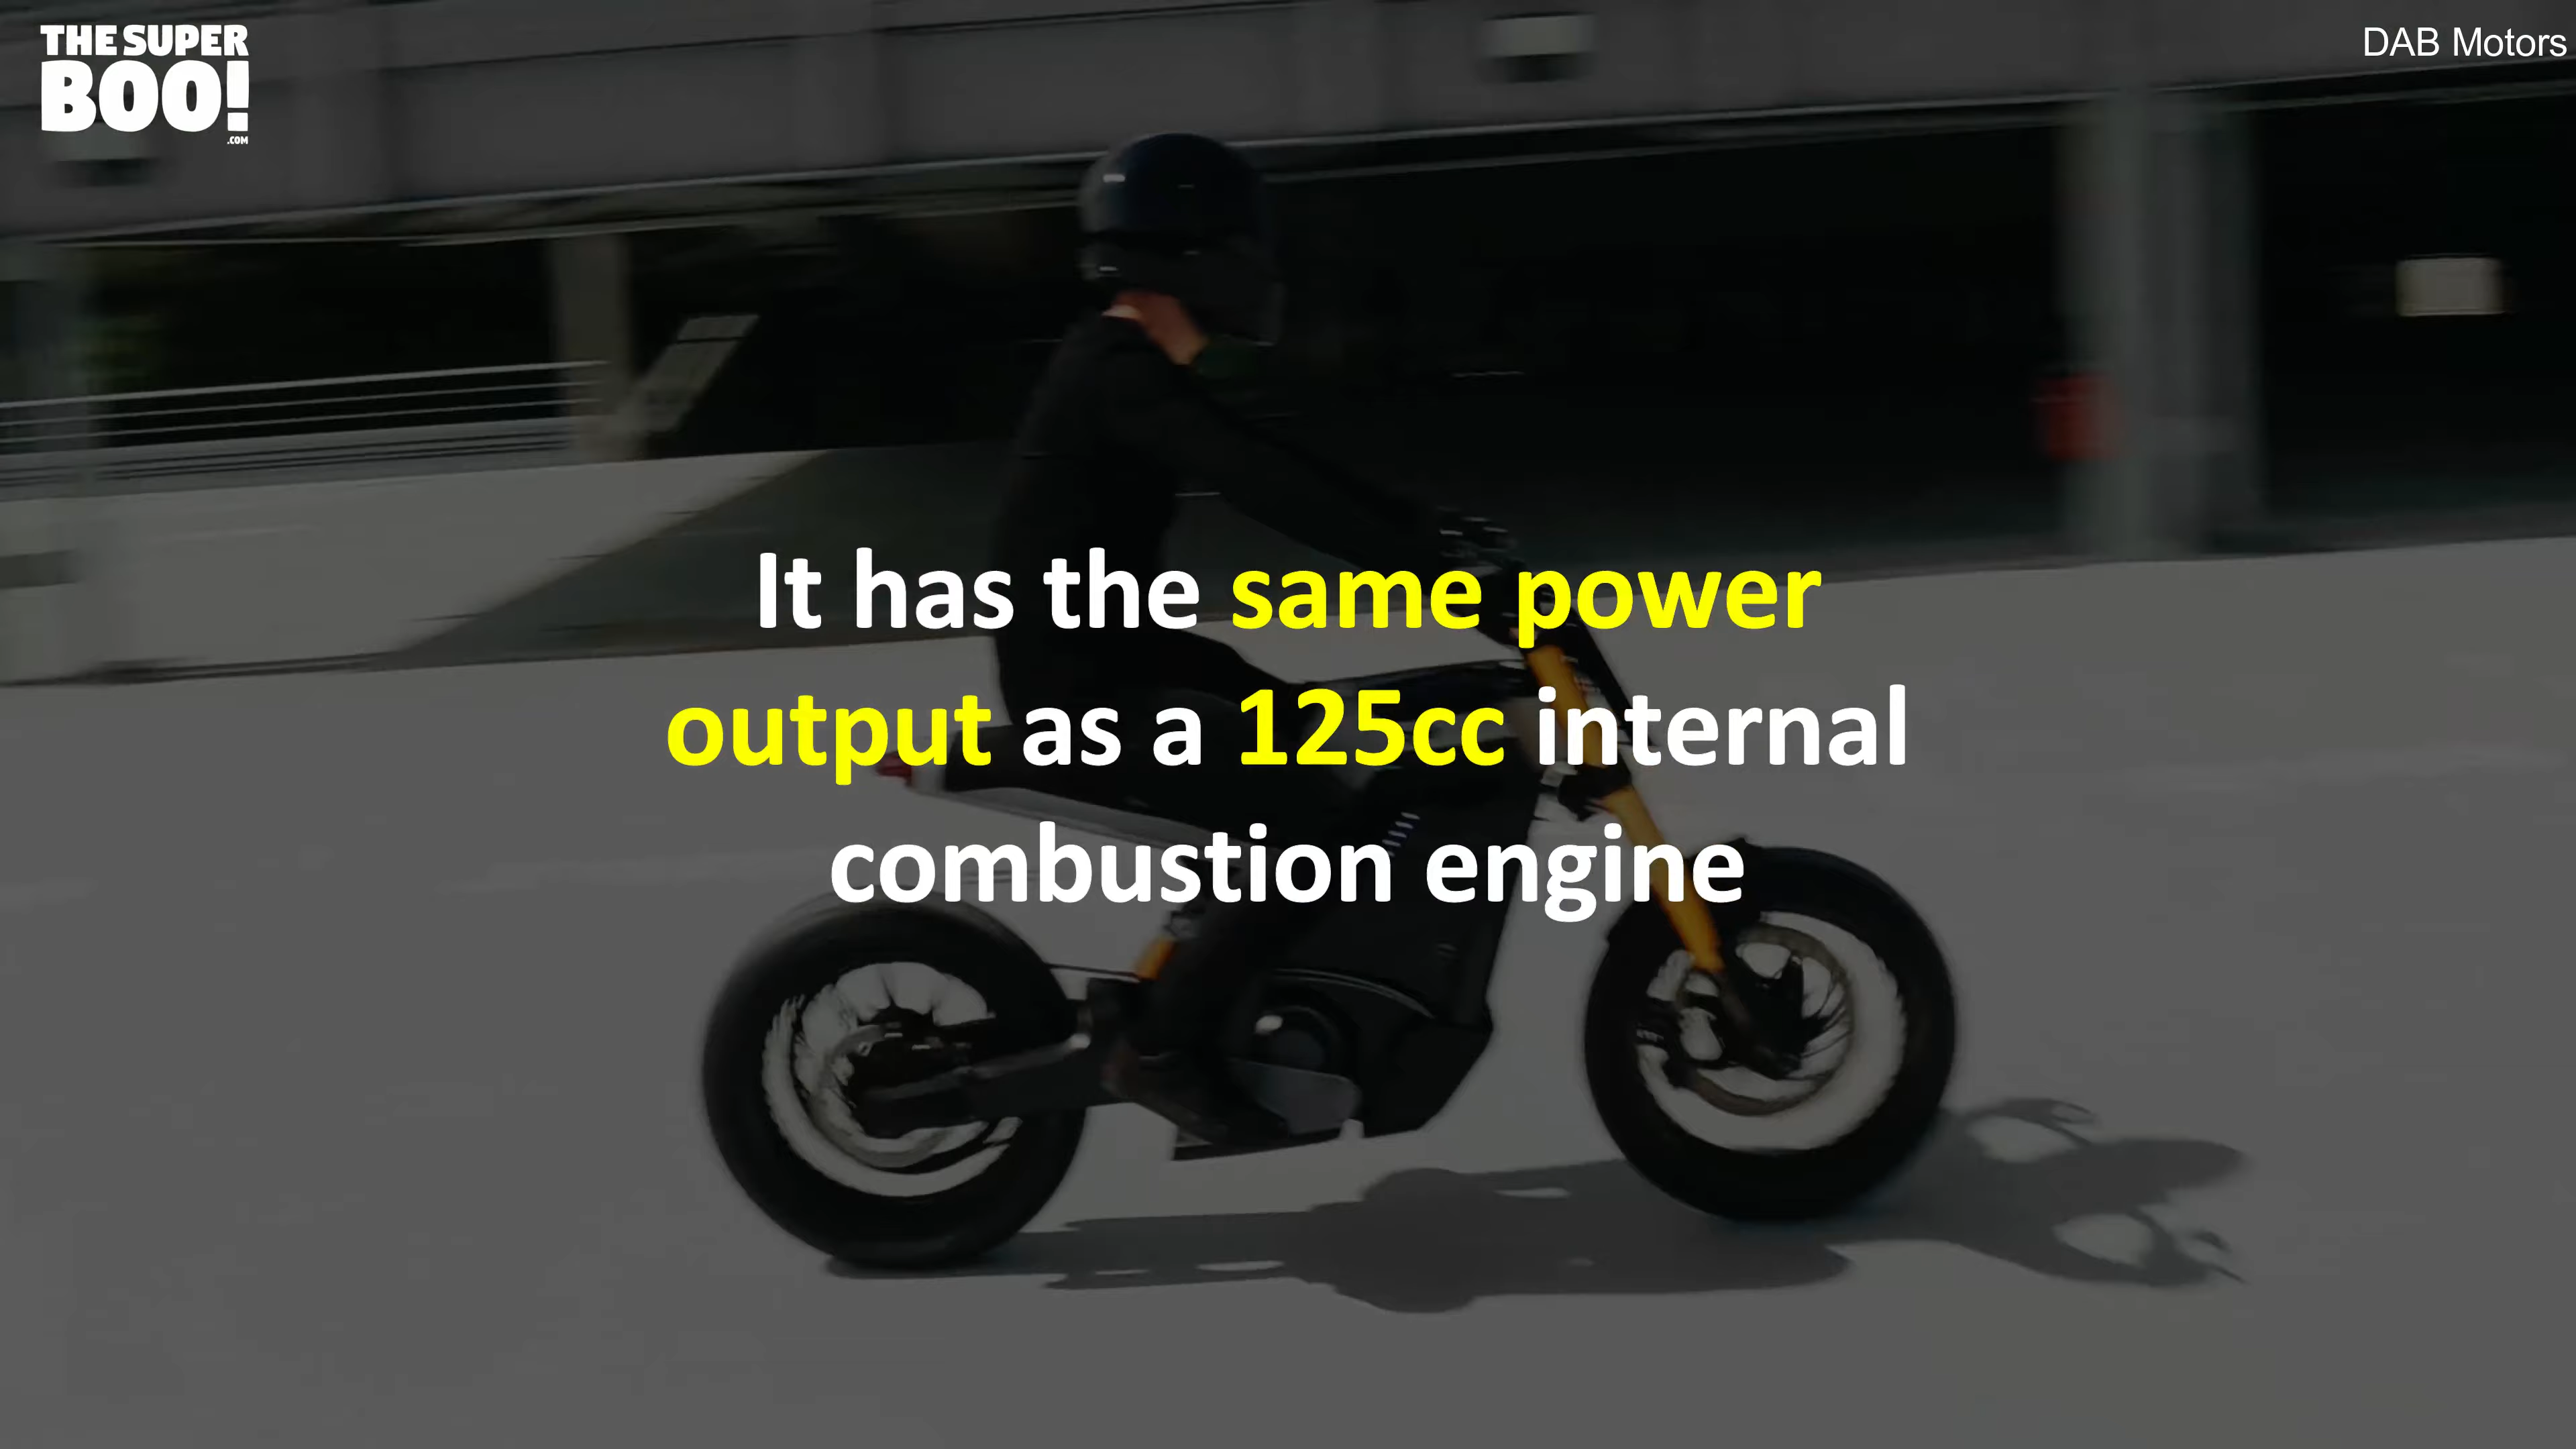 THE SUPER
BOO!
.COM
DAB Motors
It has the same power
output as a 125cc internal
combustion engine